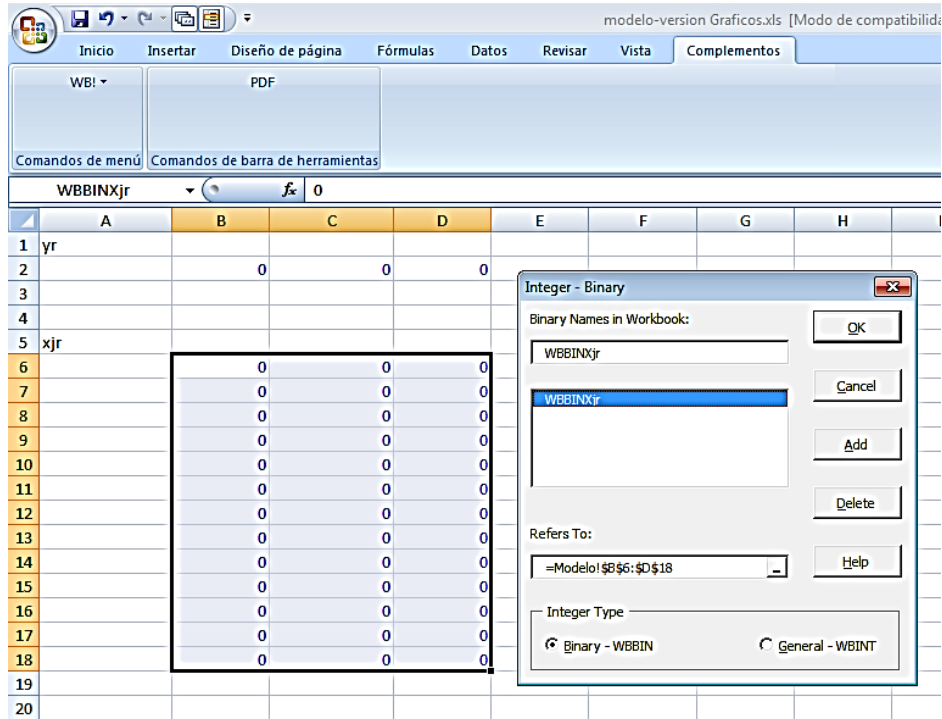 modelo-version Graficos.xls [Modo de compatibilida
Inicio Insertar Diseño de página Fórmulas Datos Revisar Vista Complementos
WB! PDF
Comandos de menú Comandos de barra de herramientas
WBBINXjr fx 0
A B C D E F G H
1 yr
2 0 0 0
3
4
5 xjr
6 0 0 0
7 0 0 0
8 0 0 0
9 0 0 0
10 0 0 0
11 0 0 0
12 0 0 0
13 0 0 0
14 0 0 0
15 0 0 0
16 0 0 0
17 0 0 0
18 0 0 0
19
20
Integer - Binary
Binary Names in Workbook:
OK
WBBINXjr
Cancel
WBBINXjr
Add
Delete
Refers To:
Help
=Modelo!$B$6:$D$18
Integer Type
Binary - WBBIN General - WBINT